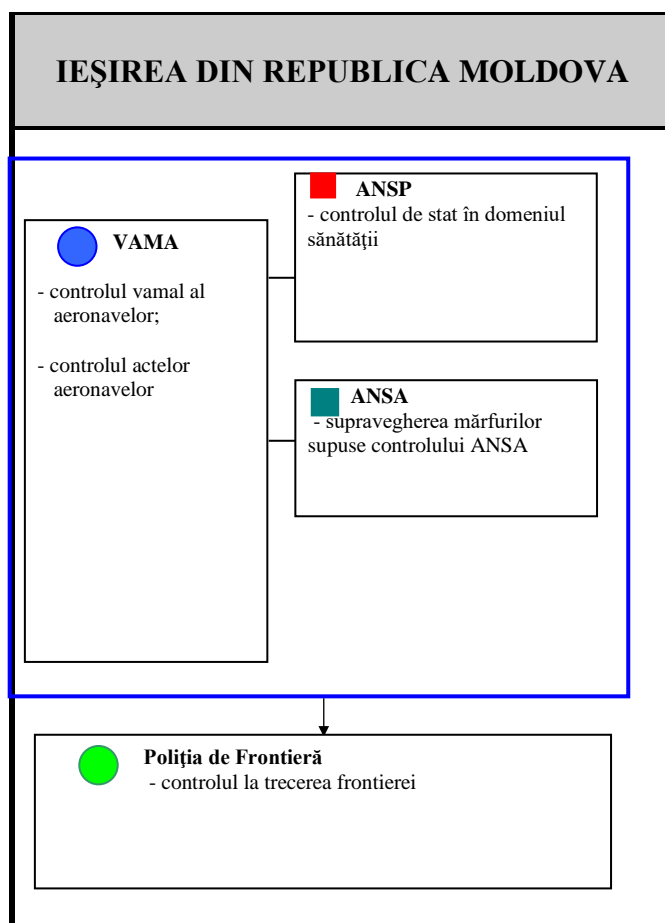 IEŞIREA DIN REPUBLICA MOLDOVA
VAMA
- controlul vamal al
aeronavelor;
- controlul actelor
aeronavelor
ANSP
- controlul de stat în domeniul
sănătăţii
ANSA
- supravegherea mărfurilor
supuse controlului ANSA
Poliţia de Frontieră
- controlul la trecerea frontierei